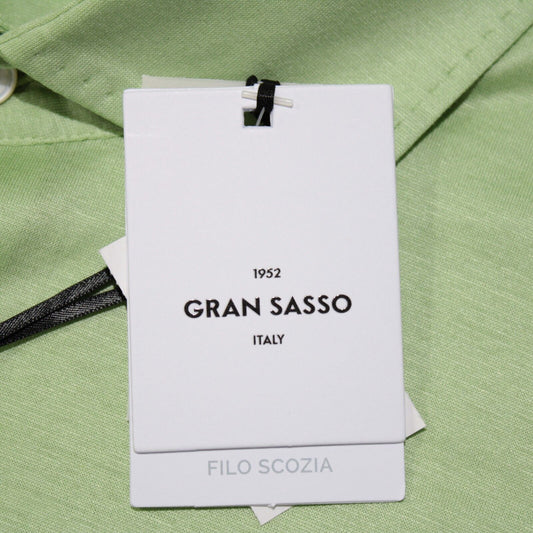 1952
GRAN SASSO
ITALY
FILO SCOZIA